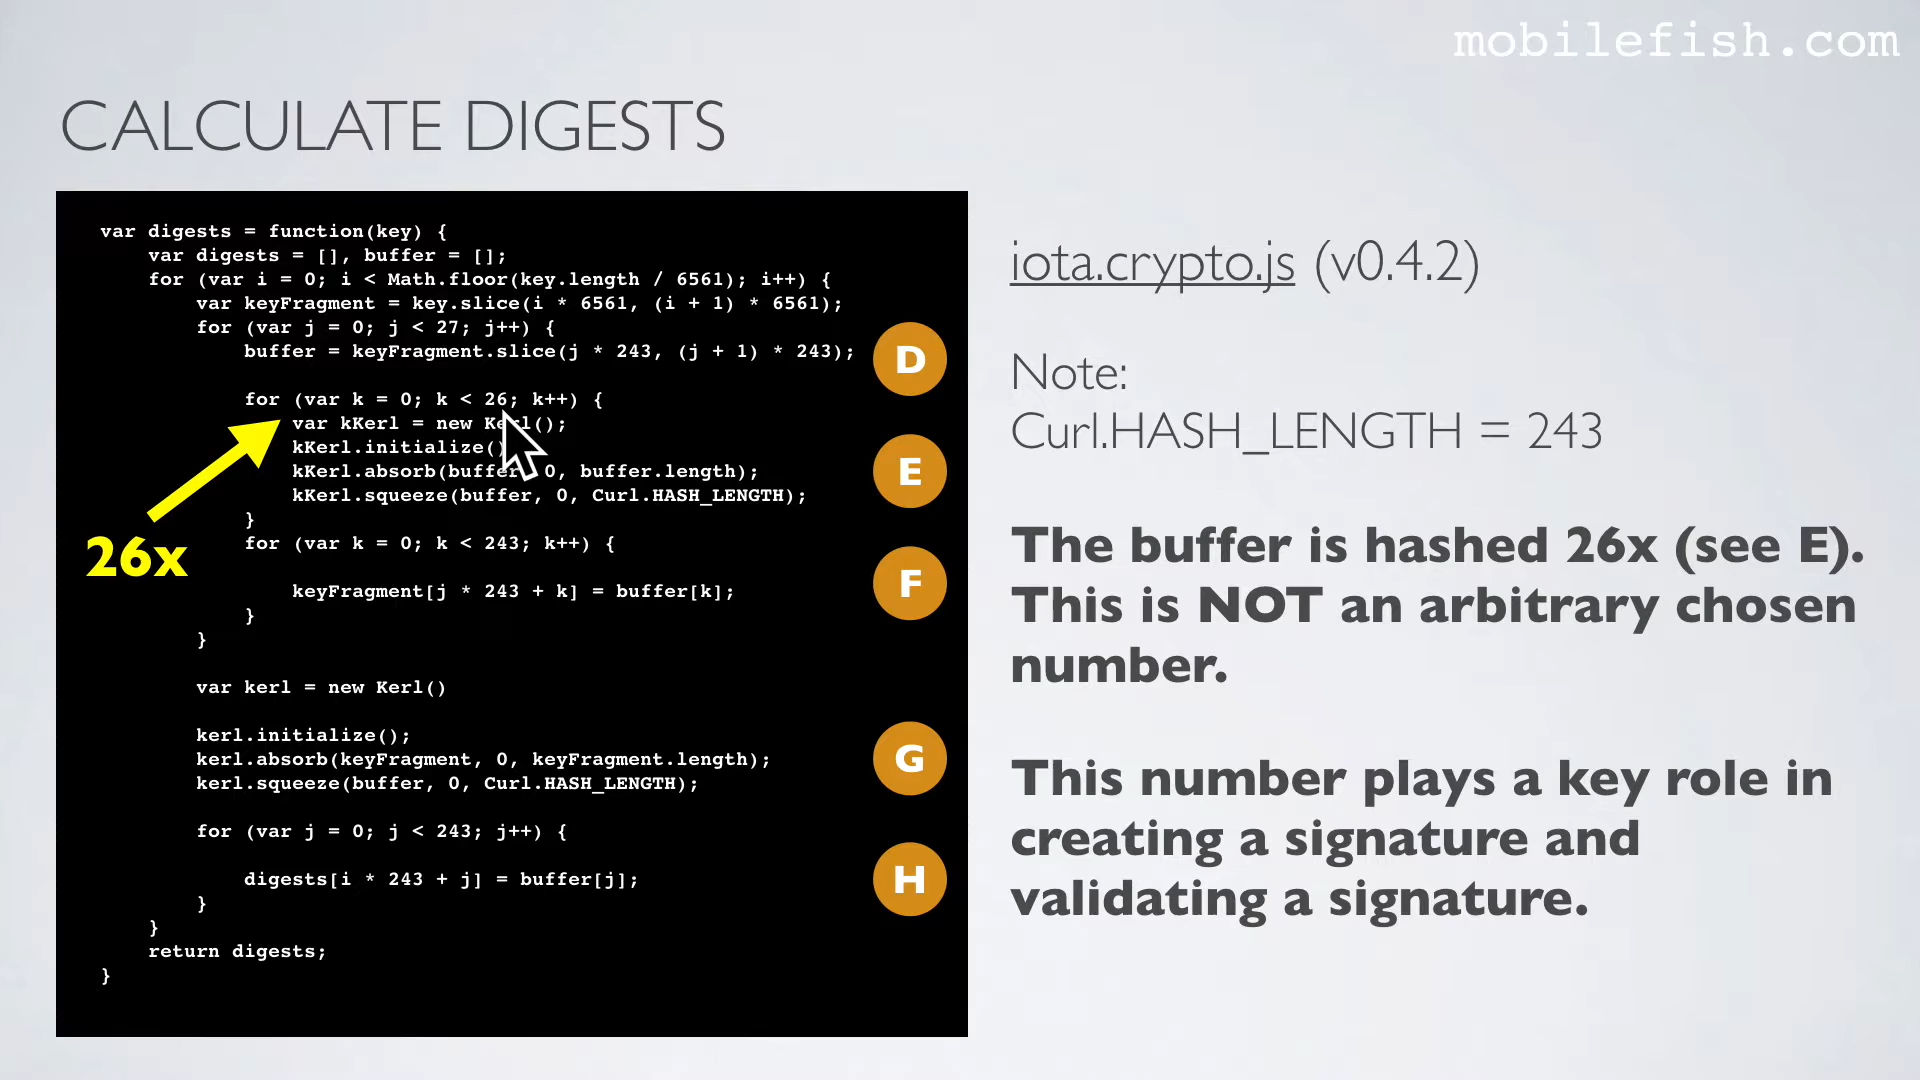 mobilefish.com
CALCULATE DIGESTS
var digests = function(key) {
    var digests = [], buffer = [];
    for (var i = 0; i < Math.floor(key.length / 6561); i++) {
        var keyFragment = key.slice(i * 6561, (i + 1) * 6561);
        for (var j = 0; j < 27; j++) {
            buffer = keyFragment.slice(j * 243, (j + 1) * 243);
D
            for (var k = 0; k < 26; k++) {
                var kKerl = new Kerl();
                kKerl.initialize()
                kKerl.absorb(buffer, 0, buffer.length);
                kKerl.squeeze(buffer, 0, Curl.HASH_LENGTH);
            }
E
26x
            for (var k = 0; k < 243; k++) {
                keyFragment[j * 243 + k] = buffer[k];
            }
        }
F
        var kerl = new Kerl()
        kerl.initialize();
        kerl.absorb(keyFragment, 0, keyFragment.length);
        kerl.squeeze(buffer, 0, Curl.HASH_LENGTH);
G
        for (var j = 0; j < 243; j++) {
            digests[i * 243 + j] = buffer[j];
        }
H
    }
    return digests;
}
iota.crypto.js (v0.4.2)
Note:
Curl.HASH_LENGTH = 243
The buffer is hashed 26x (see E).
This is NOT an arbitrary chosen
number.
This number plays a key role in
creating a signature and
validating a signature.